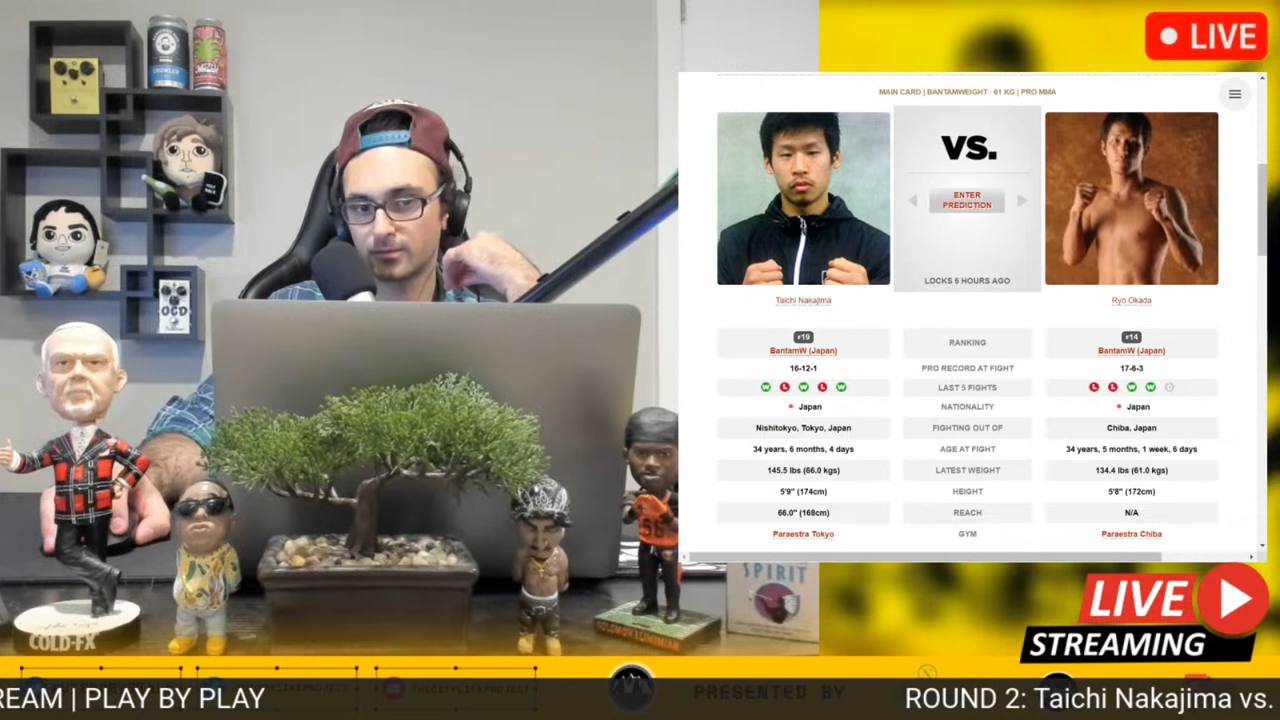 LIVE
MAIN CARD | BANTAMWEIGHT · 61 KG | PRO MMA
VS.
ENTER
PREDICTION
LOCKS 6 HOURS AGO
Taichi Nakajima
Ryo Okada
#19
BantamW (Japan)
RANKING
#14
BantamW (Japan)
16-12-1
PRO RECORD AT FIGHT
17-6-3
W L W L W
LAST 5 FIGHTS
L L W W D
Japan
NATIONALITY
Japan
Nishitokyo, Tokyo, Japan
FIGHTING OUT OF
Chiba, Japan
34 years, 6 months, 4 days
AGE AT FIGHT
34 years, 5 months, 1 week, 6 days
145.5 lbs (66.0 kgs)
LATEST WEIGHT
134.4 lbs (61.0 kgs)
5'9" (174cm)
HEIGHT
5'8" (172cm)
66.0" (168cm)
REACH
N/A
Paraestra Tokyo
GYM
Paraestra Chiba
OCD
COLD-FX
SOLOMON ELIMIMIAN
SPIRIT
LIVE
STREAMING
THECITYLIFEPROJECT
PRESENTED BY
REAM | PLAY BY PLAY
ROUND 2: Taichi Nakajima vs.